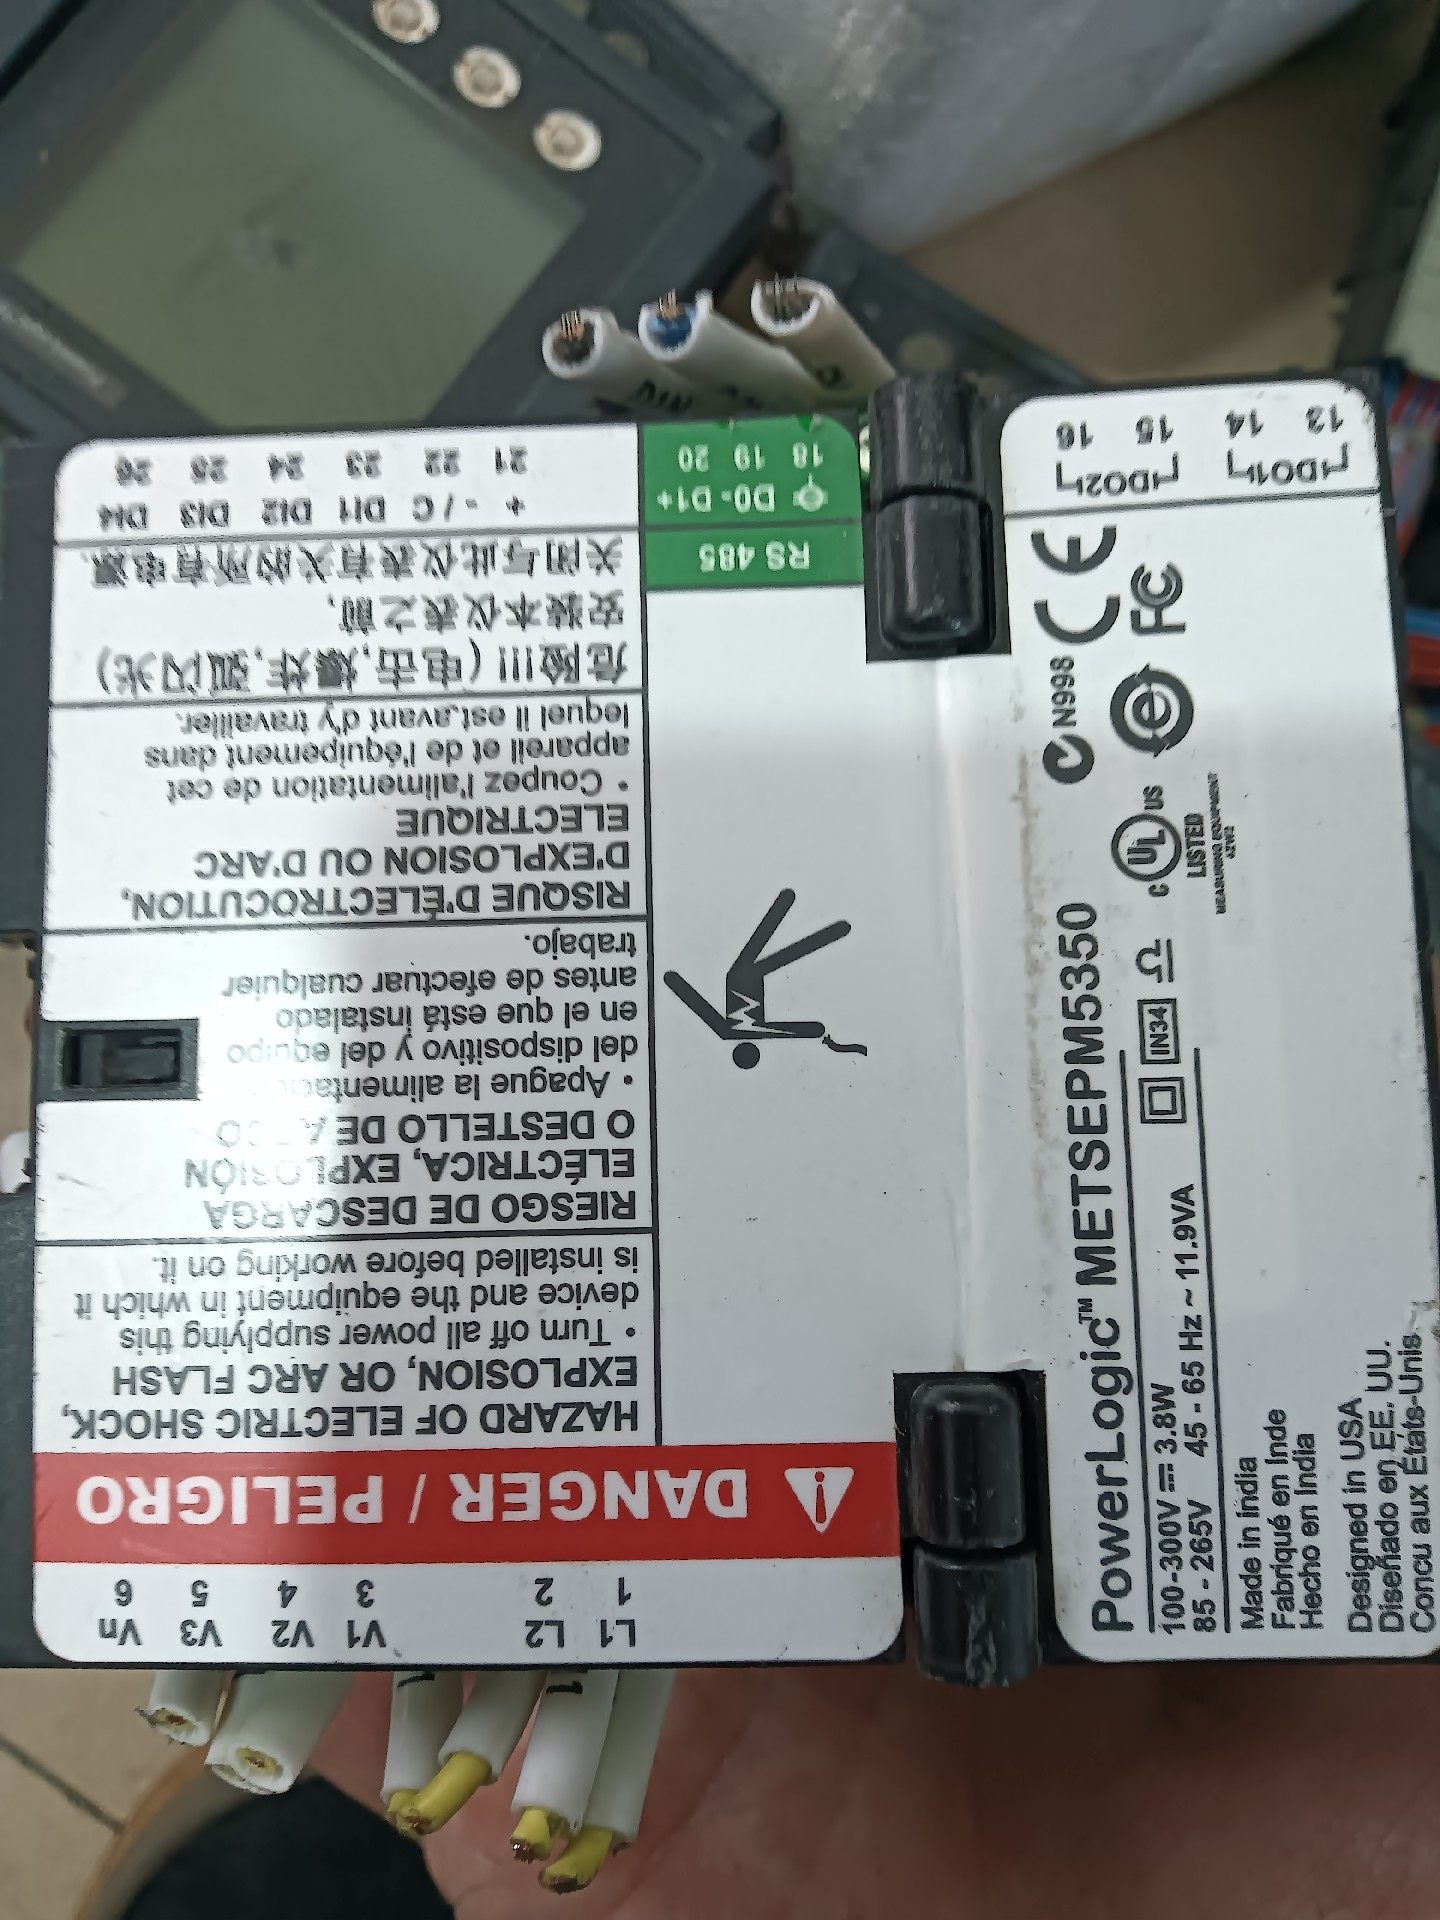 L1 L2 V1 V2 V3 Vn
1 2 3 4 5 6
DANGER / PELIGRO
HAZARD OF ELECTRIC SHOCK,
EXPLOSION, OR ARC FLASH
• Turn off all power supplying this
device and the equipment in which it
is installed before working on it.
RIESGO DE DESCARGA
ELÉCTRICA, EXPLOSIÓN
O DESTELLO DE ARCO
• Apague la
del dispositivo y del equipo
en el que está instalado
antes de efectuar cualquier
trabajo.
RISQUE D'ÉLECTROCUTION,
D'EXPLOSION OU D'ARC
ELECTRIQUE
• Coupez l'alimentation de cet
appareil et de l'équipement dans
lequel il est,avant d'y travailler.
危险!!!(电击,爆炸,弧闪光)
安装本仪表之前,
关闭与此仪表有关的所有电源.
RS 485
D0- D1+
18 19 20
+ - / C DI1 DI2 DI3 DI4
21 22 23 24 25 26
PowerLogic™ METSEPM5350
100-300V 3.8W
85 - 265V 45 - 65 Hz ~ 11.9VA
IN34
Made in india
Fabriqué en Inde
Hecho en India
Designed in USA
Diseñado en EE. UU.
Concu aux États-Unis
C UL US
LISTED
MEASURING EQUIPMENT
N998
CE
FC
e
DO1 DO2
13 14 15 16